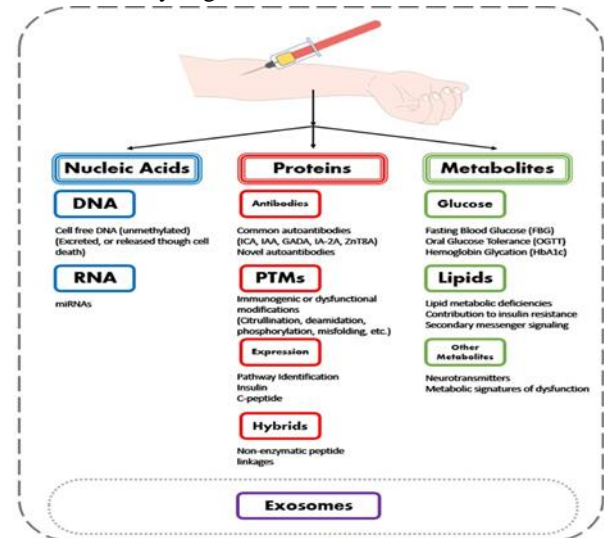 Nucleic Acids
DNA
Cell free DNA (unmethylated)
(Excreted, or released though cell
death)
RNA
miRNAs
Proteins
Antibodies
Common autoantibodies
(ICA, IAA, GADA, IA-2A, ZnT8A)
Novel autoantibodies
PTMs
Immunogenic or dysfunctional
modifications
(Citrullination, deamidation,
phosphorylation, misfolding, etc.)
Expression
Pathway Identification
Insulin
C-peptide
Hybrids
Non-enzymatic peptide
linkages
Metabolites
Glucose
Fasting Blood Glucose (FBG)
Oral Glucose Tolerance (OGTT)
Hemoglobin Glycation (HbA1c)
Lipids
Lipid metabolic deficiencies
Contribution to insulin resistance
Secondary messenger signaling
Other
Metabolites
Neurotransmitters
Metabolic signatures of dysfunction
Exosomes